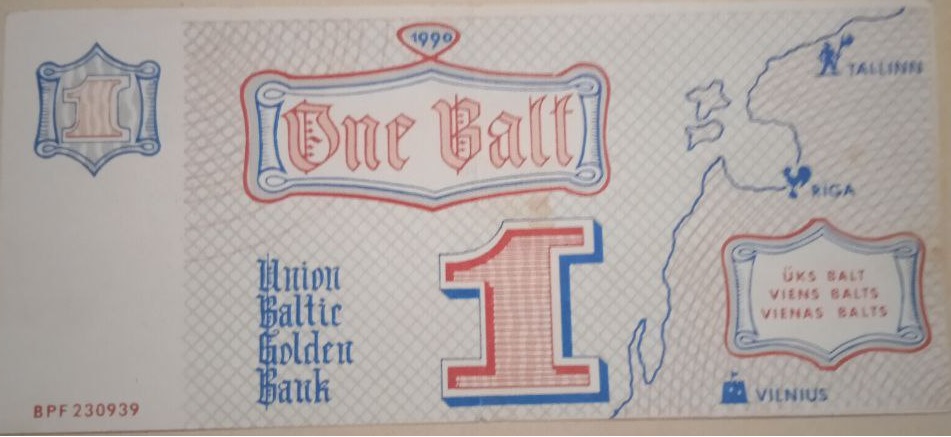 1
1990
One Balt
TALLINN
RIGA
Union
Baltic
Golden
Bank
1
ÜKS BALT
VIENS BALTS
VIENAS BALTS
VILNIUS
BPF 230939